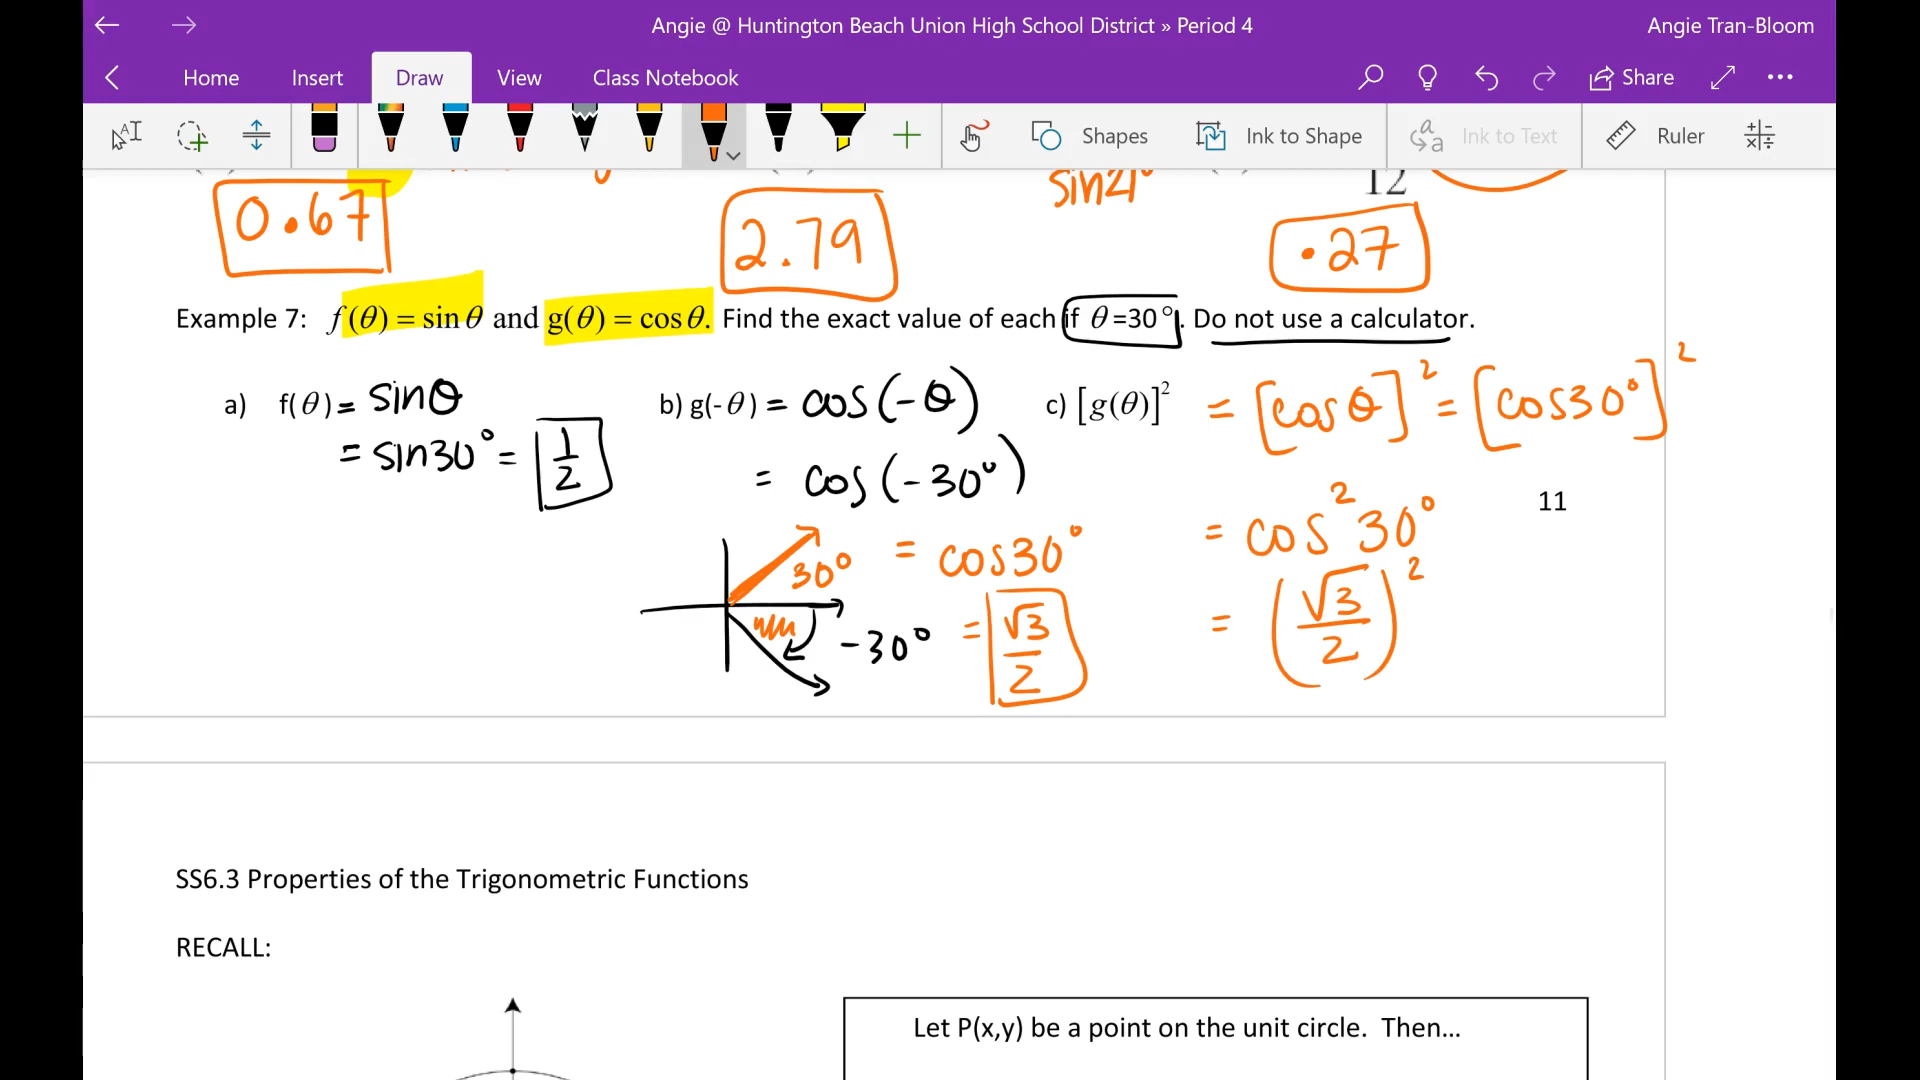 Angie @ Huntington Beach Union High School District » Period 4
Angie Tran-Bloom
Home Insert Draw View Class Notebook Share
Shapes Ink to Shape Ink to Text Ruler
sin21°
12
0.67
2.79
.27
Example 7: f(θ) = sin θ and g(θ) = cos θ. Find the exact value of each if θ=30°. Do not use a calculator.
a) f(θ) = sinθ
= sin30° = 1/2
b) g(-θ) = cos(-θ)
= cos(-30°)
= cos30°
= √3/2
30°
-30°
c) [g(θ)]² = [cosθ]² = [cos30°]²
= cos²30°
= (√3/2)²
11
SS6.3 Properties of the Trigonometric Functions
RECALL:
Let P(x,y) be a point on the unit circle. Then...